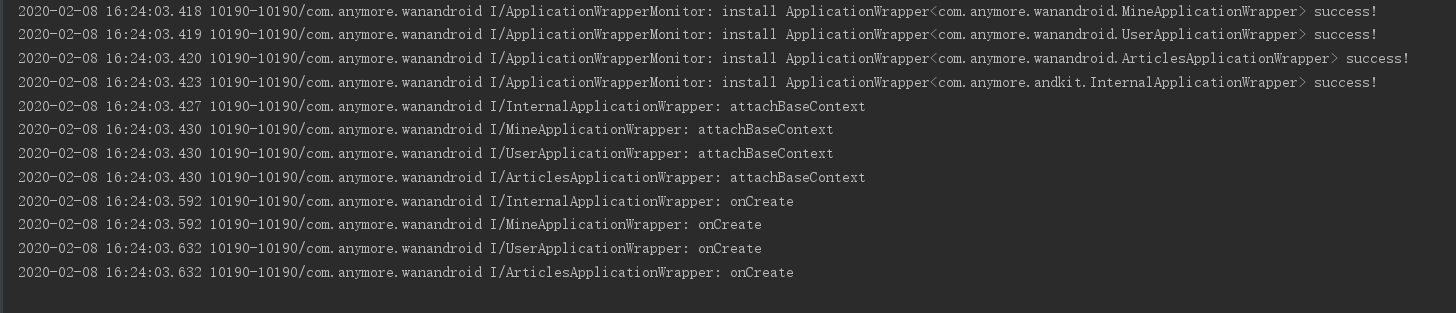 2020-02-08 16:24:03.418 10190-10190/com.anymore.wanandroid I/ApplicationWrapperMonitor: install ApplicationWrapper<com.anymore.wanandroid.MineApplicationWrapper> success!
2020-02-08 16:24:03.419 10190-10190/com.anymore.wanandroid I/ApplicationWrapperMonitor: install ApplicationWrapper<com.anymore.wanandroid.UserApplicationWrapper> success!
2020-02-08 16:24:03.420 10190-10190/com.anymore.wanandroid I/ApplicationWrapperMonitor: install ApplicationWrapper<com.anymore.wanandroid.ArticlesApplicationWrapper> success!
2020-02-08 16:24:03.423 10190-10190/com.anymore.wanandroid I/ApplicationWrapperMonitor: install ApplicationWrapper<com.anymore.andkit.InternalApplicationWrapper> success!
2020-02-08 16:24:03.427 10190-10190/com.anymore.wanandroid I/InternalApplicationWrapper: attachBaseContext
2020-02-08 16:24:03.430 10190-10190/com.anymore.wanandroid I/MineApplicationWrapper: attachBaseContext
2020-02-08 16:24:03.430 10190-10190/com.anymore.wanandroid I/UserApplicationWrapper: attachBaseContext
2020-02-08 16:24:03.430 10190-10190/com.anymore.wanandroid I/ArticlesApplicationWrapper: attachBaseContext
2020-02-08 16:24:03.592 10190-10190/com.anymore.wanandroid I/InternalApplicationWrapper: onCreate
2020-02-08 16:24:03.592 10190-10190/com.anymore.wanandroid I/MineApplicationWrapper: onCreate
2020-02-08 16:24:03.632 10190-10190/com.anymore.wanandroid I/UserApplicationWrapper: onCreate
2020-02-08 16:24:03.632 10190-10190/com.anymore.wanandroid I/ArticlesApplicationWrapper: onCreate